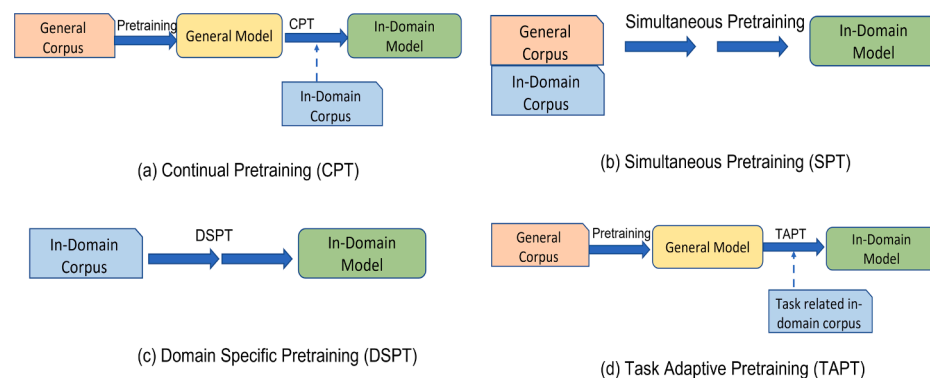 General
Corpus
Pretraining
General Model
CPT
In-Domain
Model
In-Domain
Corpus
(a) Continual Pretraining (CPT)
General
Corpus
In-Domain
Corpus
Simultaneous Pretraining
In-Domain
Model
(b) Simultaneous Pretraining (SPT)
In-Domain
Corpus
DSPT
In-Domain
Model
(c) Domain Specific Pretraining (DSPT)
General
Corpus
Pretraining
General Model
TAPT
In-Domain
Model
Task related in-
domain corpus
(d) Task Adaptive Pretraining (TAPT)